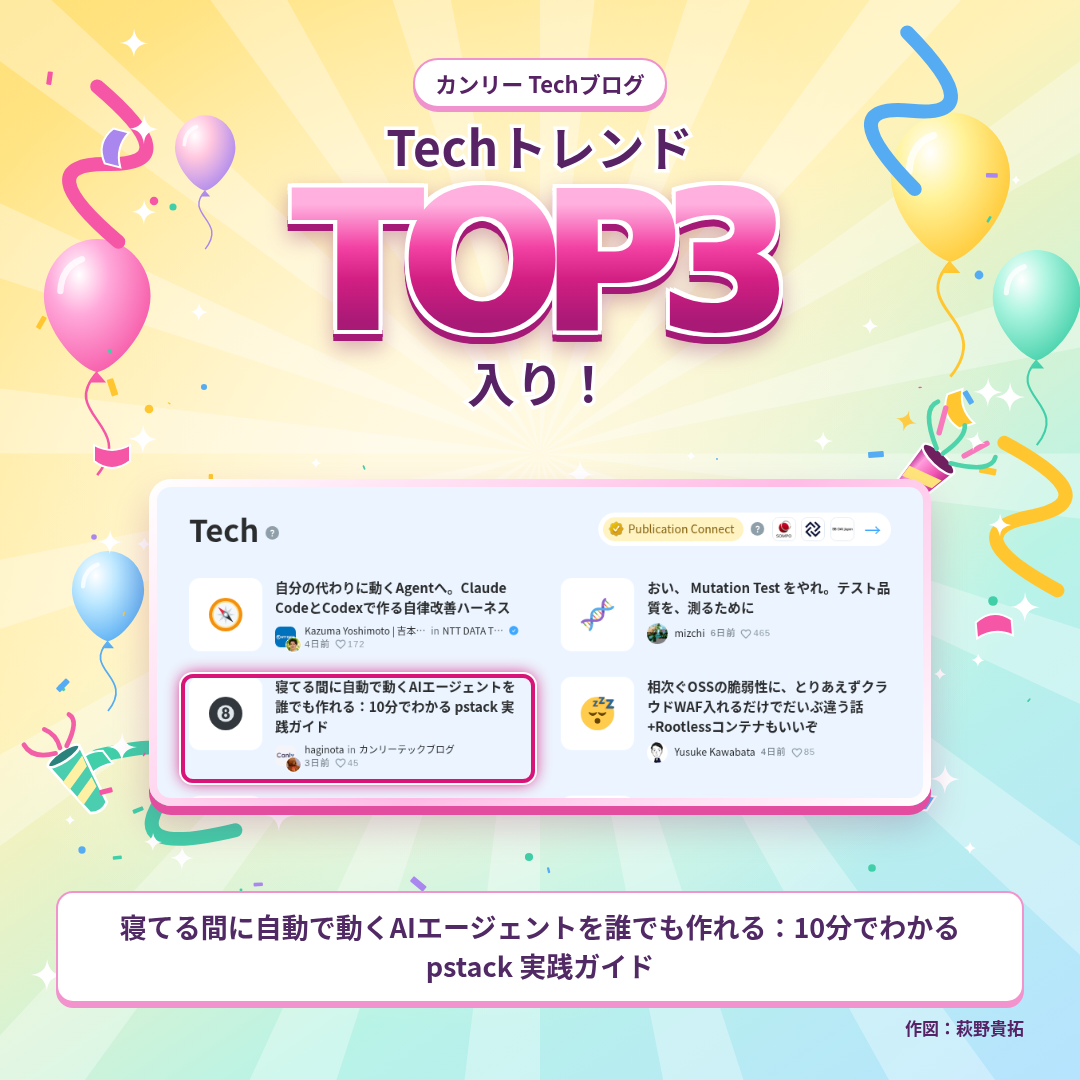 カンリー Techブログ
Techトレンド
TOP3
入り！
Tech ?
Publication Connect ? →
SOMPO
自分の代わりに動くAgentへ。Claude
CodeとCodexで作る自律改善ハーネス
Kazuma Yoshimoto | 吉本… in NTT DATA T…
4日前 172
おい、 Mutation Test をやれ。テスト品
質を、測るために
mizchi 6日前 465
8
寝てる間に自動で動くAIエージェントを
誰でも作れる：10分でわかる pstack 実
践ガイド
haginota in カンリーテックブログ
3日前 45
zzz
相次ぐOSSの脆弱性に、とりあえずクラ
ウドWAF入れるだけでだいぶ違う話
+Rootlessコンテナもいいぞ
Yusuke Kawabata 4日前 85
寝てる間に自動で動くAIエージェントを誰でも作れる：10分でわかる
pstack 実践ガイド
作図：萩野貴拓